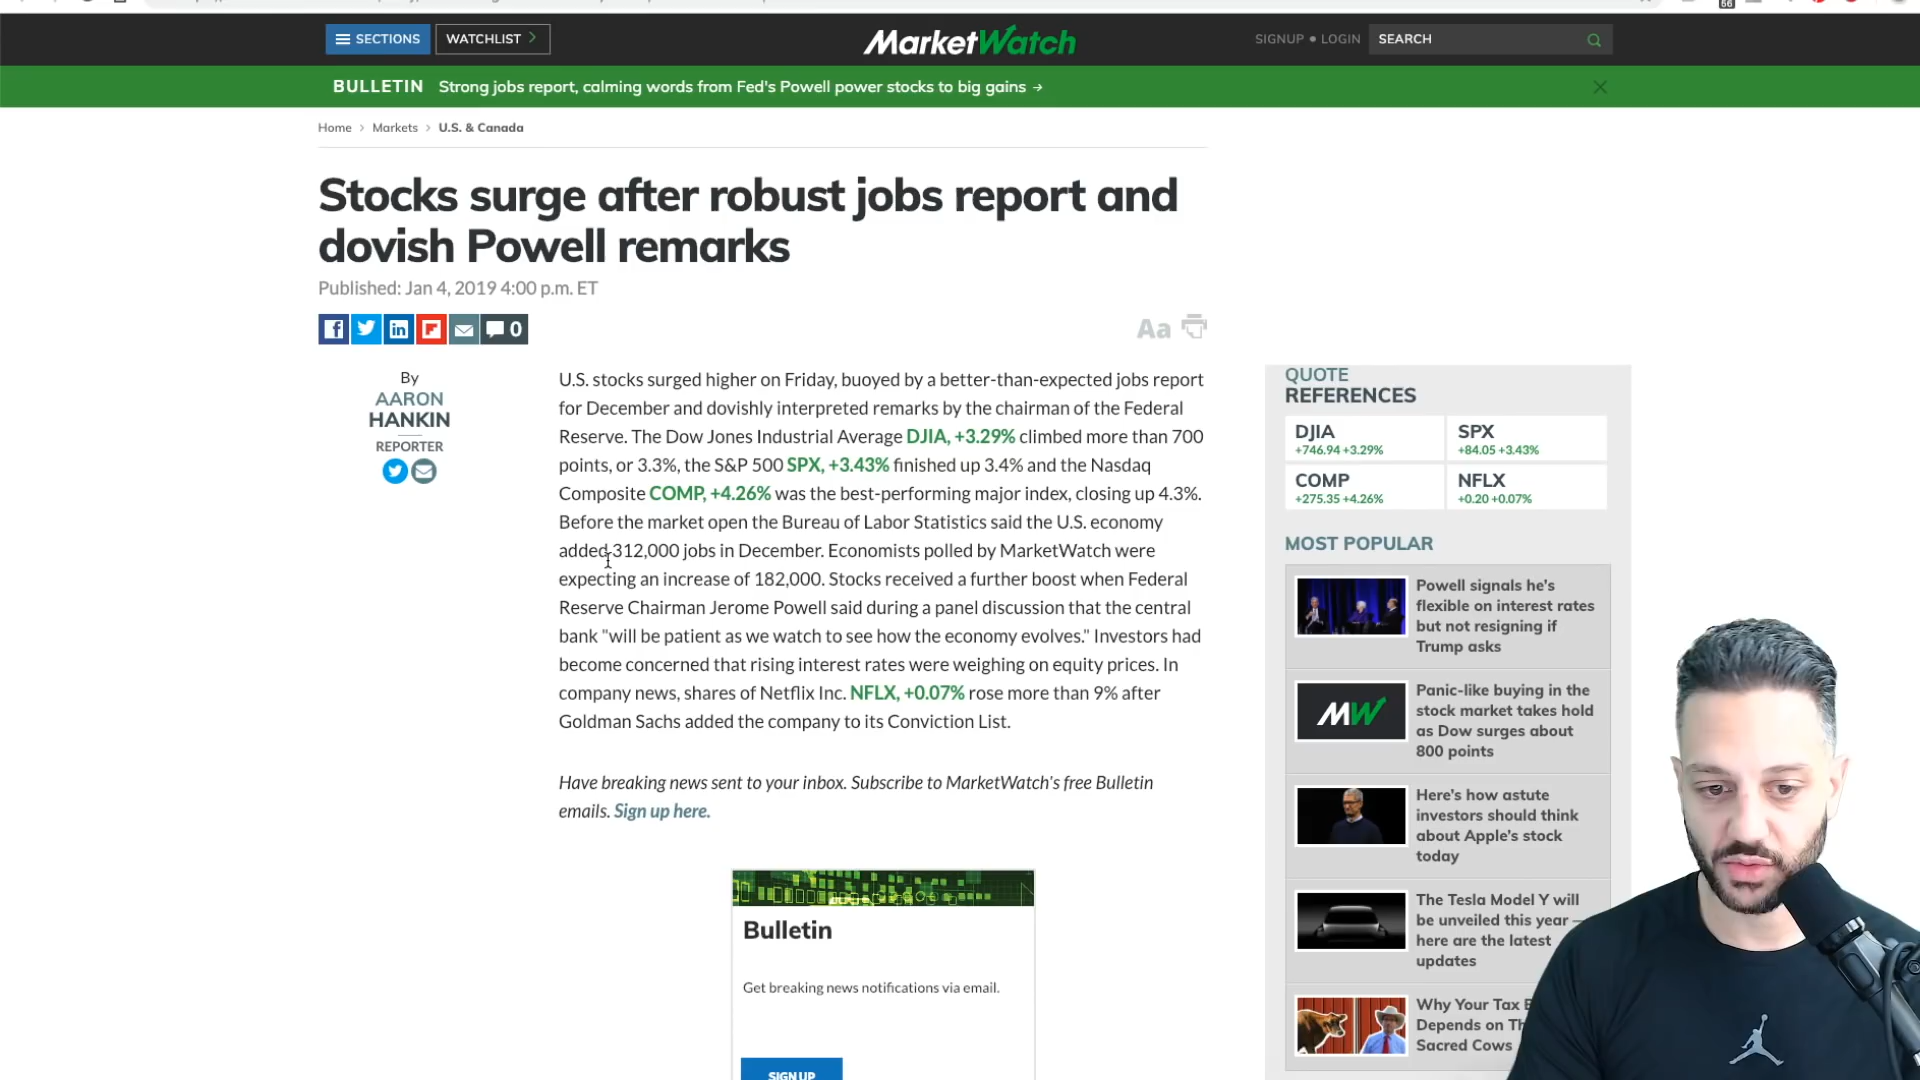 56
SECTIONS
WATCHLIST
MarketWatch
SIGNUP • LOGIN
SEARCH
BULLETIN Strong jobs report, calming words from Fed's Powell power stocks to big gains →
Home > Markets > U.S. & Canada
Stocks surge after robust jobs report and
dovish Powell remarks
Published: Jan 4, 2019 4:00 p.m. ET
0
Aa
By
AARON
HANKIN
REPORTER
U.S. stocks surged higher on Friday, buoyed by a better-than-expected jobs report
for December and dovishly interpreted remarks by the chairman of the Federal
Reserve. The Dow Jones Industrial Average DJIA, +3.29% climbed more than 700
points, or 3.3%, the S&P 500 SPX, +3.43% finished up 3.4% and the Nasdaq
Composite COMP, +4.26% was the best-performing major index, closing up 4.3%.
Before the market open the Bureau of Labor Statistics said the U.S. economy
added 312,000 jobs in December. Economists polled by MarketWatch were
expecting an increase of 182,000. Stocks received a further boost when Federal
Reserve Chairman Jerome Powell said during a panel discussion that the central
bank "will be patient as we watch to see how the economy evolves." Investors had
become concerned that rising interest rates were weighing on equity prices. In
company news, shares of Netflix Inc. NFLX, +0.07% rose more than 9% after
Goldman Sachs added the company to its Conviction List.
Have breaking news sent to your inbox. Subscribe to MarketWatch's free Bulletin
emails. Sign up here.
Bulletin
Get breaking news notifications via email.
SIGN UP
QUOTE
REFERENCES
DJIA
+746.94 +3.29%
SPX
+84.05 +3.43%
COMP
+275.35 +4.26%
NFLX
+0.20 +0.07%
MOST POPULAR
Powell signals he's
flexible on interest rates
but not resigning if
Trump asks
MW
Panic-like buying in the
stock market takes hold
as Dow surges about
800 points
Here's how astute
investors should think
about Apple's stock
today
The Tesla Model Y will
be unveiled this year —
here are the latest
updates
Why Your Tax
Depends on
Sacred Cows